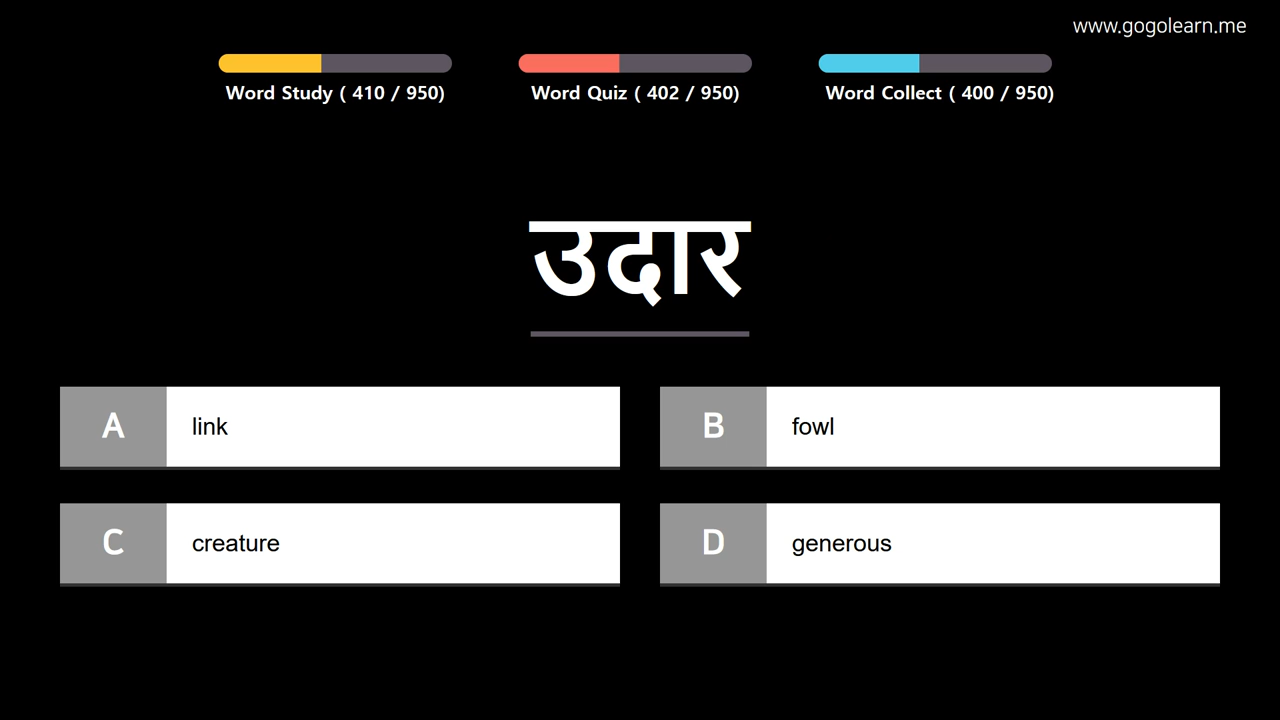 www.gogolearn.me
Word Study ( 410 / 950)
Word Quiz ( 402 / 950)
Word Collect ( 400 / 950)
उदार
A link
B fowl
C creature
D generous